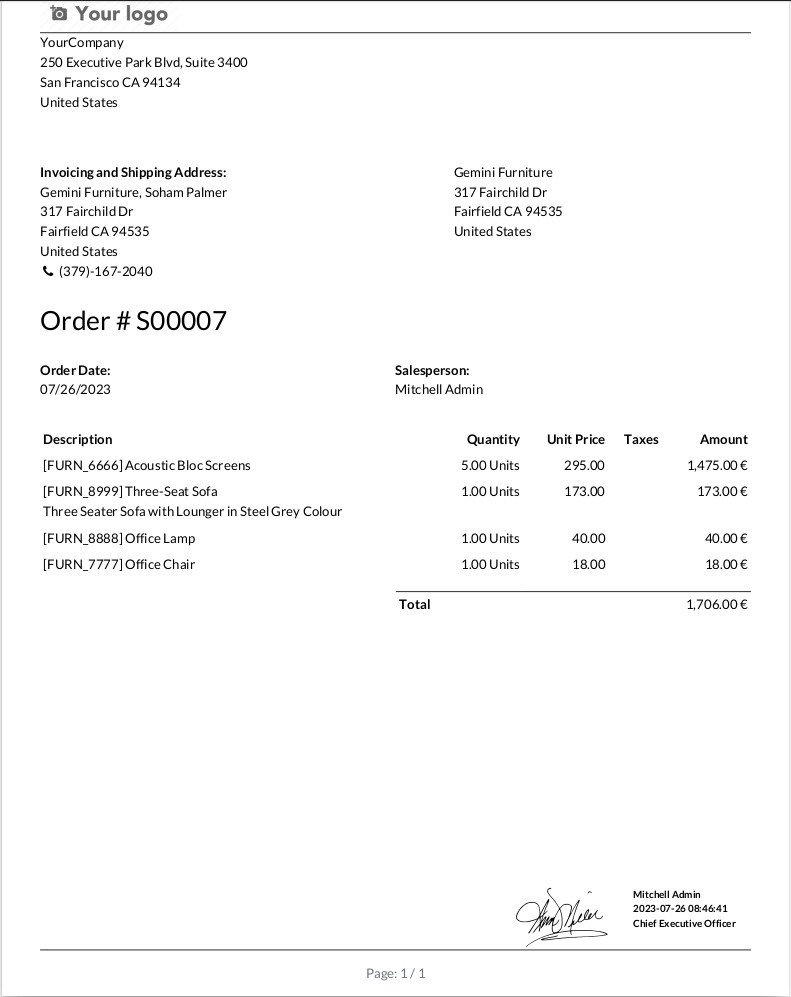 Your logo
YourCompany
250 Executive Park Blvd, Suite 3400
San Francisco CA 94134
United States
Invoicing and Shipping Address:
Gemini Furniture, Soham Palmer
317 Fairchild Dr
Fairfield CA 94535
United States
(379)-167-2040
Gemini Furniture
317 Fairchild Dr
Fairfield CA 94535
United States
Order # S00007
Order Date:
07/26/2023
Salesperson:
Mitchell Admin
Description Quantity Unit Price Taxes Amount
[FURN_6666] Acoustic Bloc Screens 5.00 Units 295.00 1,475.00 €
[FURN_8999] Three-Seat Sofa 1.00 Units 173.00 173.00 €
Three Seater Sofa with Lounger in Steel Grey Colour
[FURN_8888] Office Lamp 1.00 Units 40.00 40.00 €
[FURN_7777] Office Chair 1.00 Units 18.00 18.00 €
Total 1,706.00 €
Mitchell Admin
2023-07-26 08:46:41
Chief Executive Officer
Page: 1 / 1